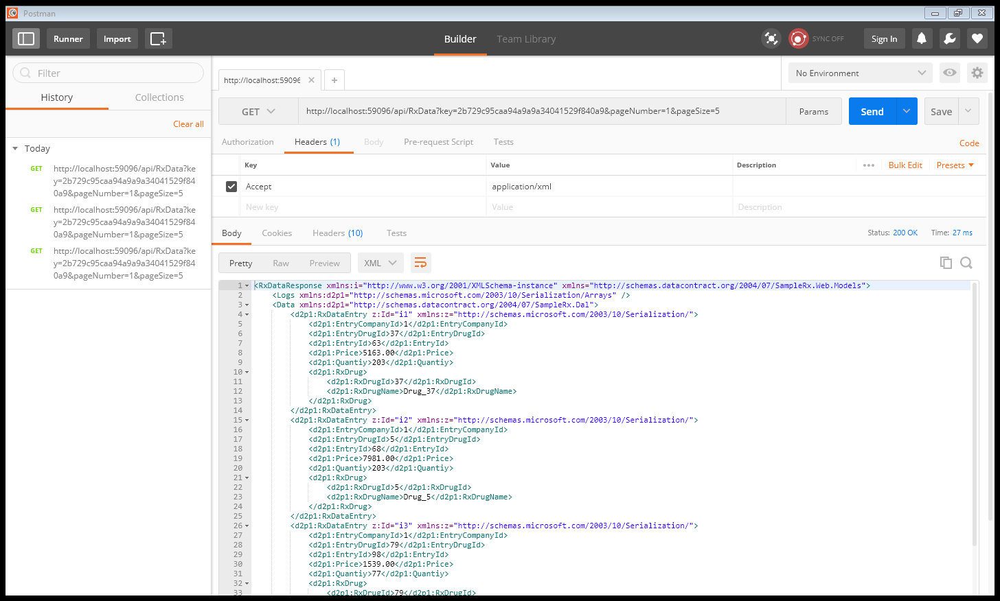 Postman
Runner
Import
Builder
Team Library
SYNC OFF
Sign In
Filter
History
Collections
Clear all
Today
GET http://localhost:59096/api/RxData?ke
y=2b729c95caa94a9a9a34041529f84
0a9&pageNumber=1&pageSize=5
GET http://localhost:59096/api/RxData?ke
y=2b729c95caa94a9a9a34041529f84
0a9&pageNumber=1&pageSize=5
GET http://localhost:59096/api/RxData?ke
y=2b729c95caa94a9a9a34041529f84
0a9&pageNumber=1&pageSize=5
http://localhost:59096
No Environment
GET http://localhost:59096/api/RxData?key=2b729c95caa94a9a9a34041529f840a9&pageNumber=1&pageSize=5 Params Send Save
Authorization Headers (1) Body Pre-request Script Tests Code
Key Value Description ••• Bulk Edit Presets
Accept application/xml
New key Value Description
Body Cookies Headers (10) Tests Status: 200 OK Time: 27 ms
Pretty Raw Preview XML
1 <RxDataResponse xmlns:i="http://www.w3.org/2001/XMLSchema-instance" xmlns="http://schemas.datacontract.org/2004/07/SampleRx.Web.Models">
2 <Logs xmlns:d2p1="http://schemas.microsoft.com/2003/10/Serialization/Arrays" />
3 <Data xmlns:d2p1="http://schemas.datacontract.org/2004/07/SampleRx.Dal">
4 <d2p1:RxDataEntry z:Id="i1" xmlns:z="http://schemas.microsoft.com/2003/10/Serialization/">
5 <d2p1:EntryCompanyId>1</d2p1:EntryCompanyId>
6 <d2p1:EntryDrugId>37</d2p1:EntryDrugId>
7 <d2p1:EntryId>63</d2p1:EntryId>
8 <d2p1:Price>5163.00</d2p1:Price>
9 <d2p1:Quantiy>203</d2p1:Quantiy>
10 <d2p1:RxDrug>
11 <d2p1:RxDrugId>37</d2p1:RxDrugId>
12 <d2p1:RxDrugName>Drug_37</d2p1:RxDrugName>
13 </d2p1:RxDrug>
14 </d2p1:RxDataEntry>
15 <d2p1:RxDataEntry z:Id="i2" xmlns:z="http://schemas.microsoft.com/2003/10/Serialization/">
16 <d2p1:EntryCompanyId>1</d2p1:EntryCompanyId>
17 <d2p1:EntryDrugId>5</d2p1:EntryDrugId>
18 <d2p1:EntryId>68</d2p1:EntryId>
19 <d2p1:Price>7981.00</d2p1:Price>
20 <d2p1:Quantiy>203</d2p1:Quantiy>
21 <d2p1:RxDrug>
22 <d2p1:RxDrugId>5</d2p1:RxDrugId>
23 <d2p1:RxDrugName>Drug_5</d2p1:RxDrugName>
24 </d2p1:RxDrug>
25 </d2p1:RxDataEntry>
26 <d2p1:RxDataEntry z:Id="i3" xmlns:z="http://schemas.microsoft.com/2003/10/Serialization/">
27 <d2p1:EntryCompanyId>1</d2p1:EntryCompanyId>
28 <d2p1:EntryDrugId>79</d2p1:EntryDrugId>
29 <d2p1:EntryId>98</d2p1:EntryId>
30 <d2p1:Price>1539.00</d2p1:Price>
31 <d2p1:Quantiy>77</d2p1:Quantiy>
32 <d2p1:RxDrug>
33 <d2p1:RxDrugId>79</d2p1:RxDrugId>